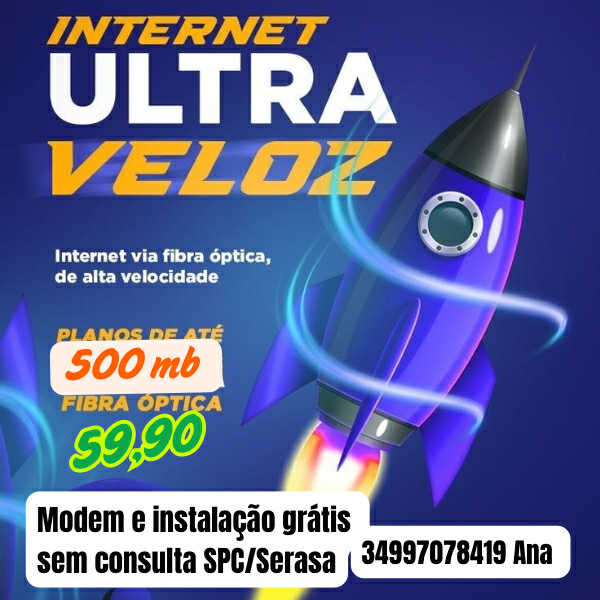 INTERNET
ULTRA
VELOZ
Internet via fibra óptica,
de alta velocidade
PLANOS DE ATÉ
500 mb
FIBRA ÓPTICA
59,90
Modem e instalação grátis
sem consulta SPC/Serasa
34997078419 Ana